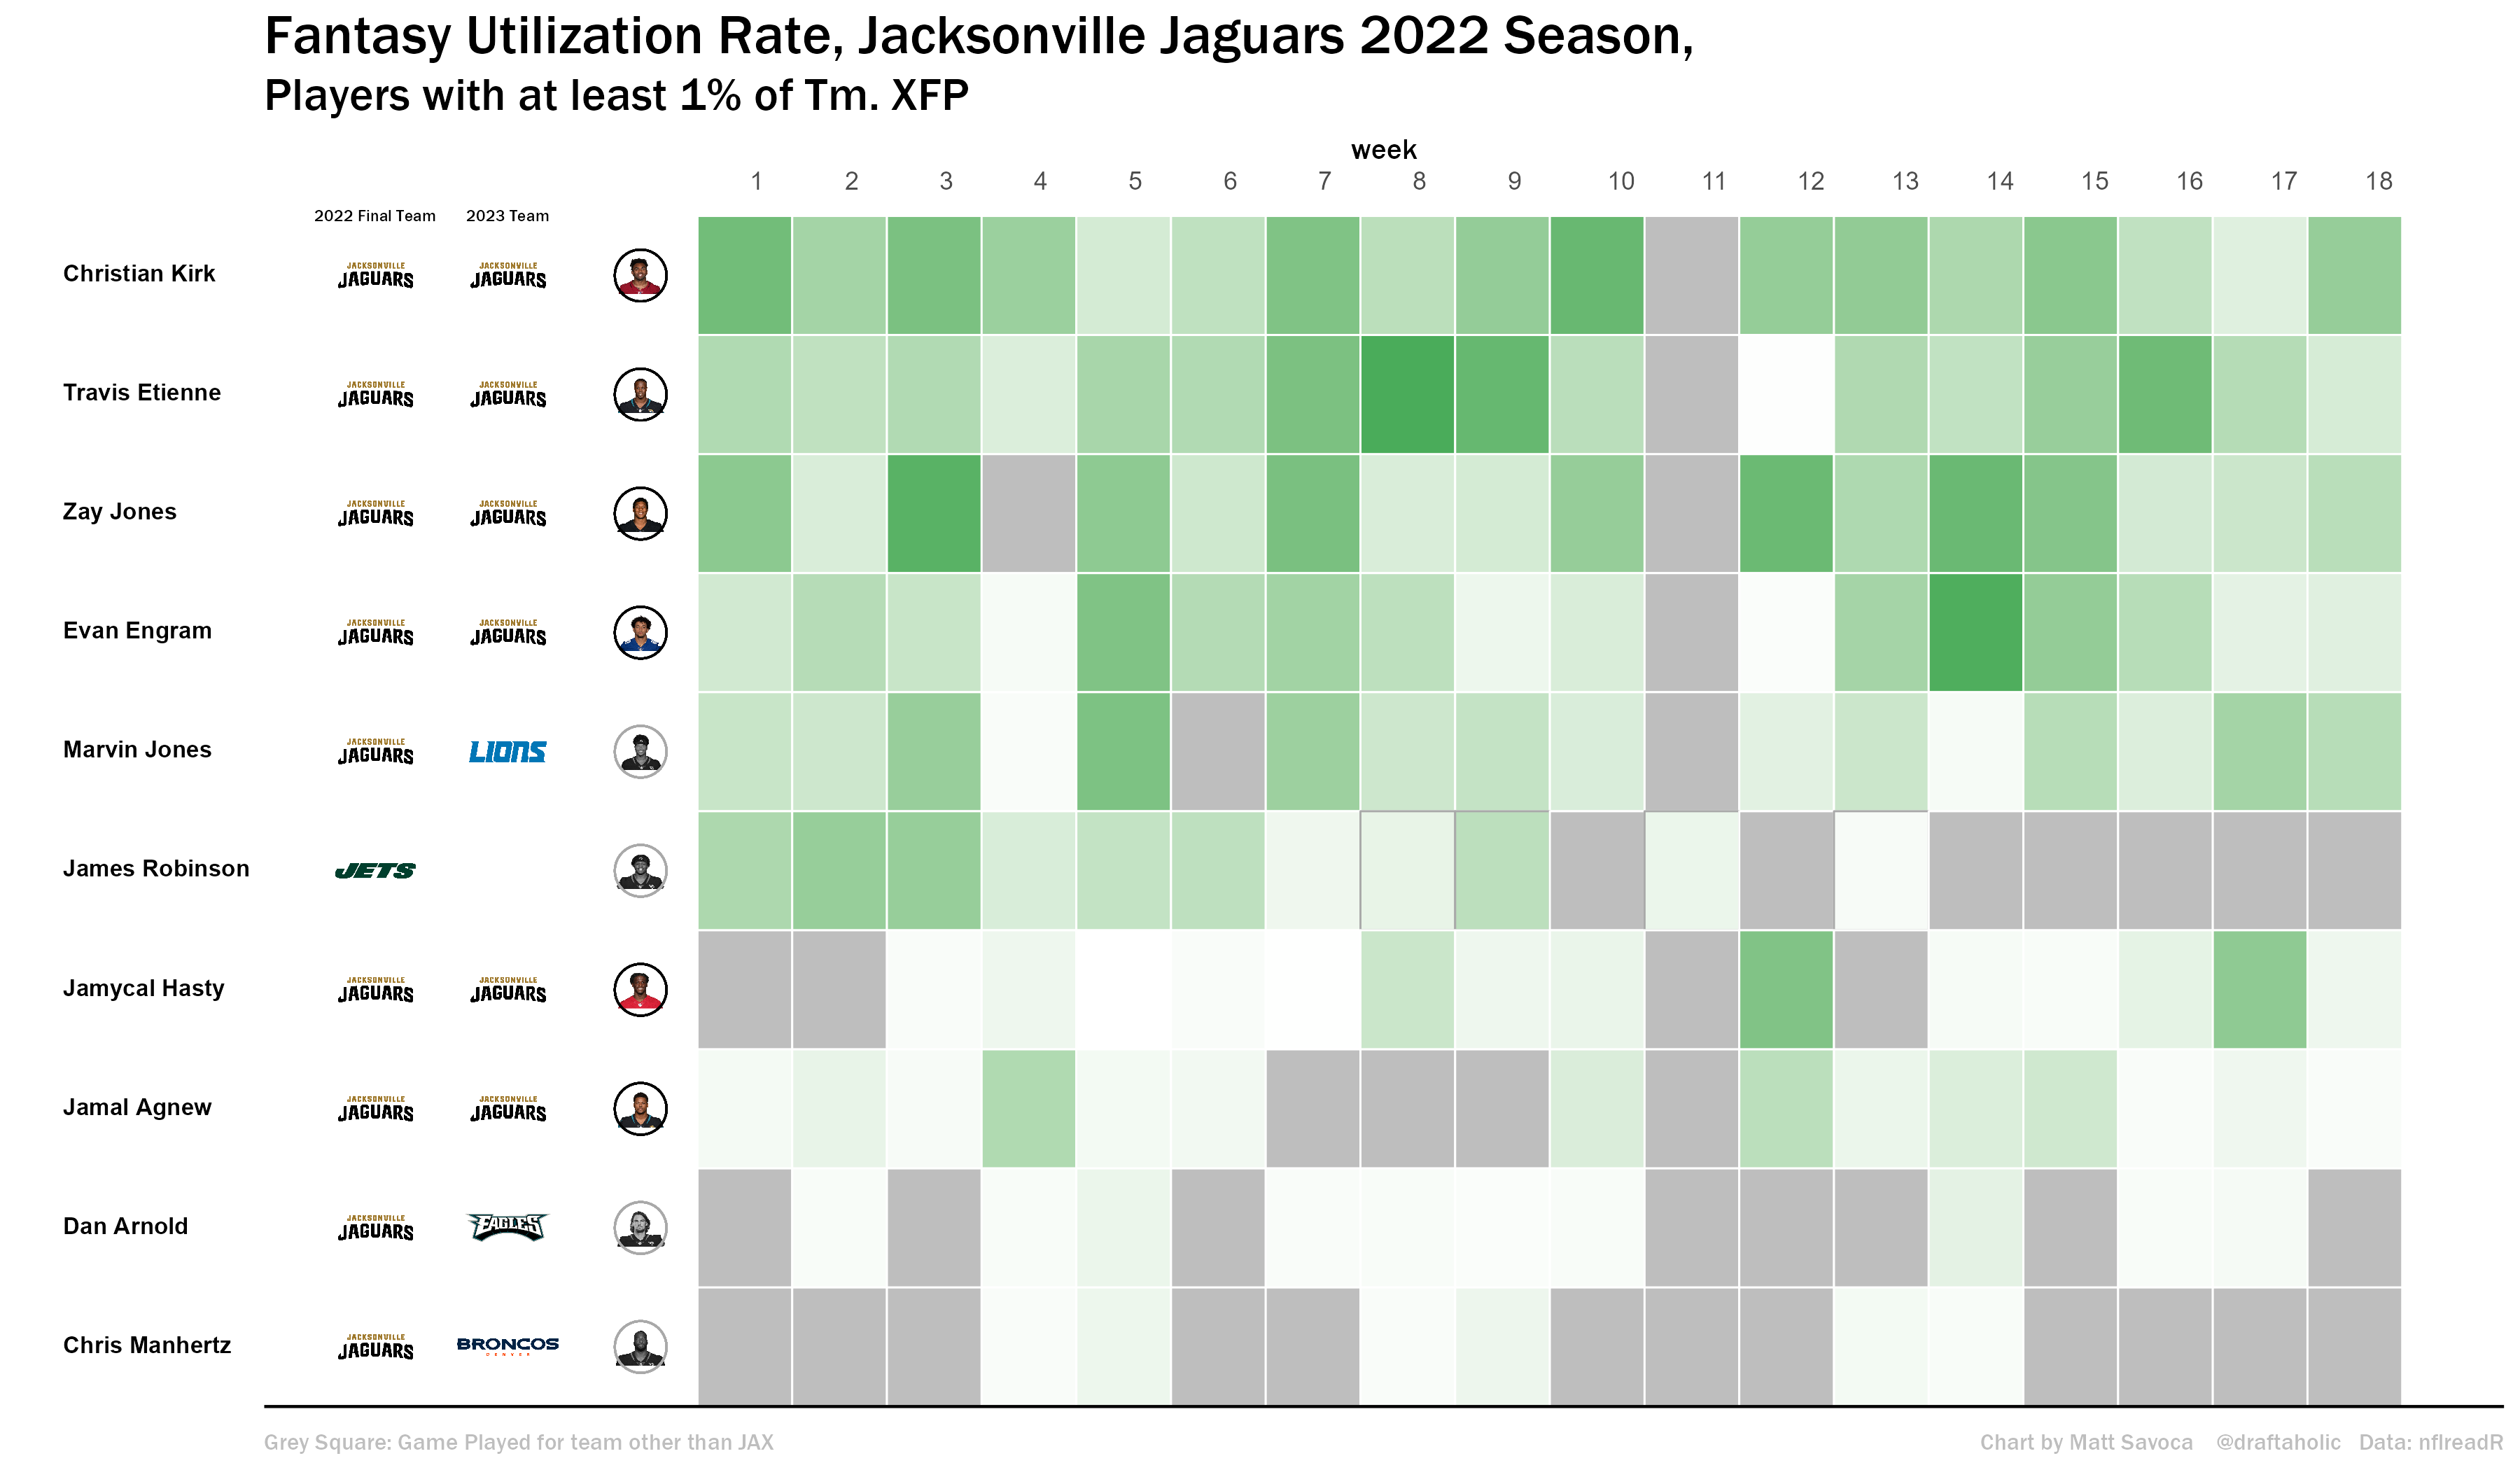 Fantasy Utilization Rate, Jacksonville Jaguars 2022 Season,
Players with at least 1% of Tm. XFP
week
1 2 3 4 5 6 7 8 9 10 11 12 13 14 15 16 17 18
2022 Final Team 2023 Team
Christian Kirk JACKSONVILLE JAGUARS JACKSONVILLE JAGUARS
Travis Etienne JACKSONVILLE JAGUARS JACKSONVILLE JAGUARS
Zay Jones JACKSONVILLE JAGUARS JACKSONVILLE JAGUARS
Evan Engram JACKSONVILLE JAGUARS JACKSONVILLE JAGUARS
Marvin Jones JACKSONVILLE JAGUARS LIONS
James Robinson JETS
Jamycal Hasty JACKSONVILLE JAGUARS JACKSONVILLE JAGUARS
Jamal Agnew JACKSONVILLE JAGUARS JACKSONVILLE JAGUARS
Dan Arnold JACKSONVILLE JAGUARS EAGLES
Chris Manhertz JACKSONVILLE JAGUARS BRONCOS DENVER
Grey Square: Game Played for team other than JAX
Chart by Matt Savoca @draftaholic Data: nflreadR